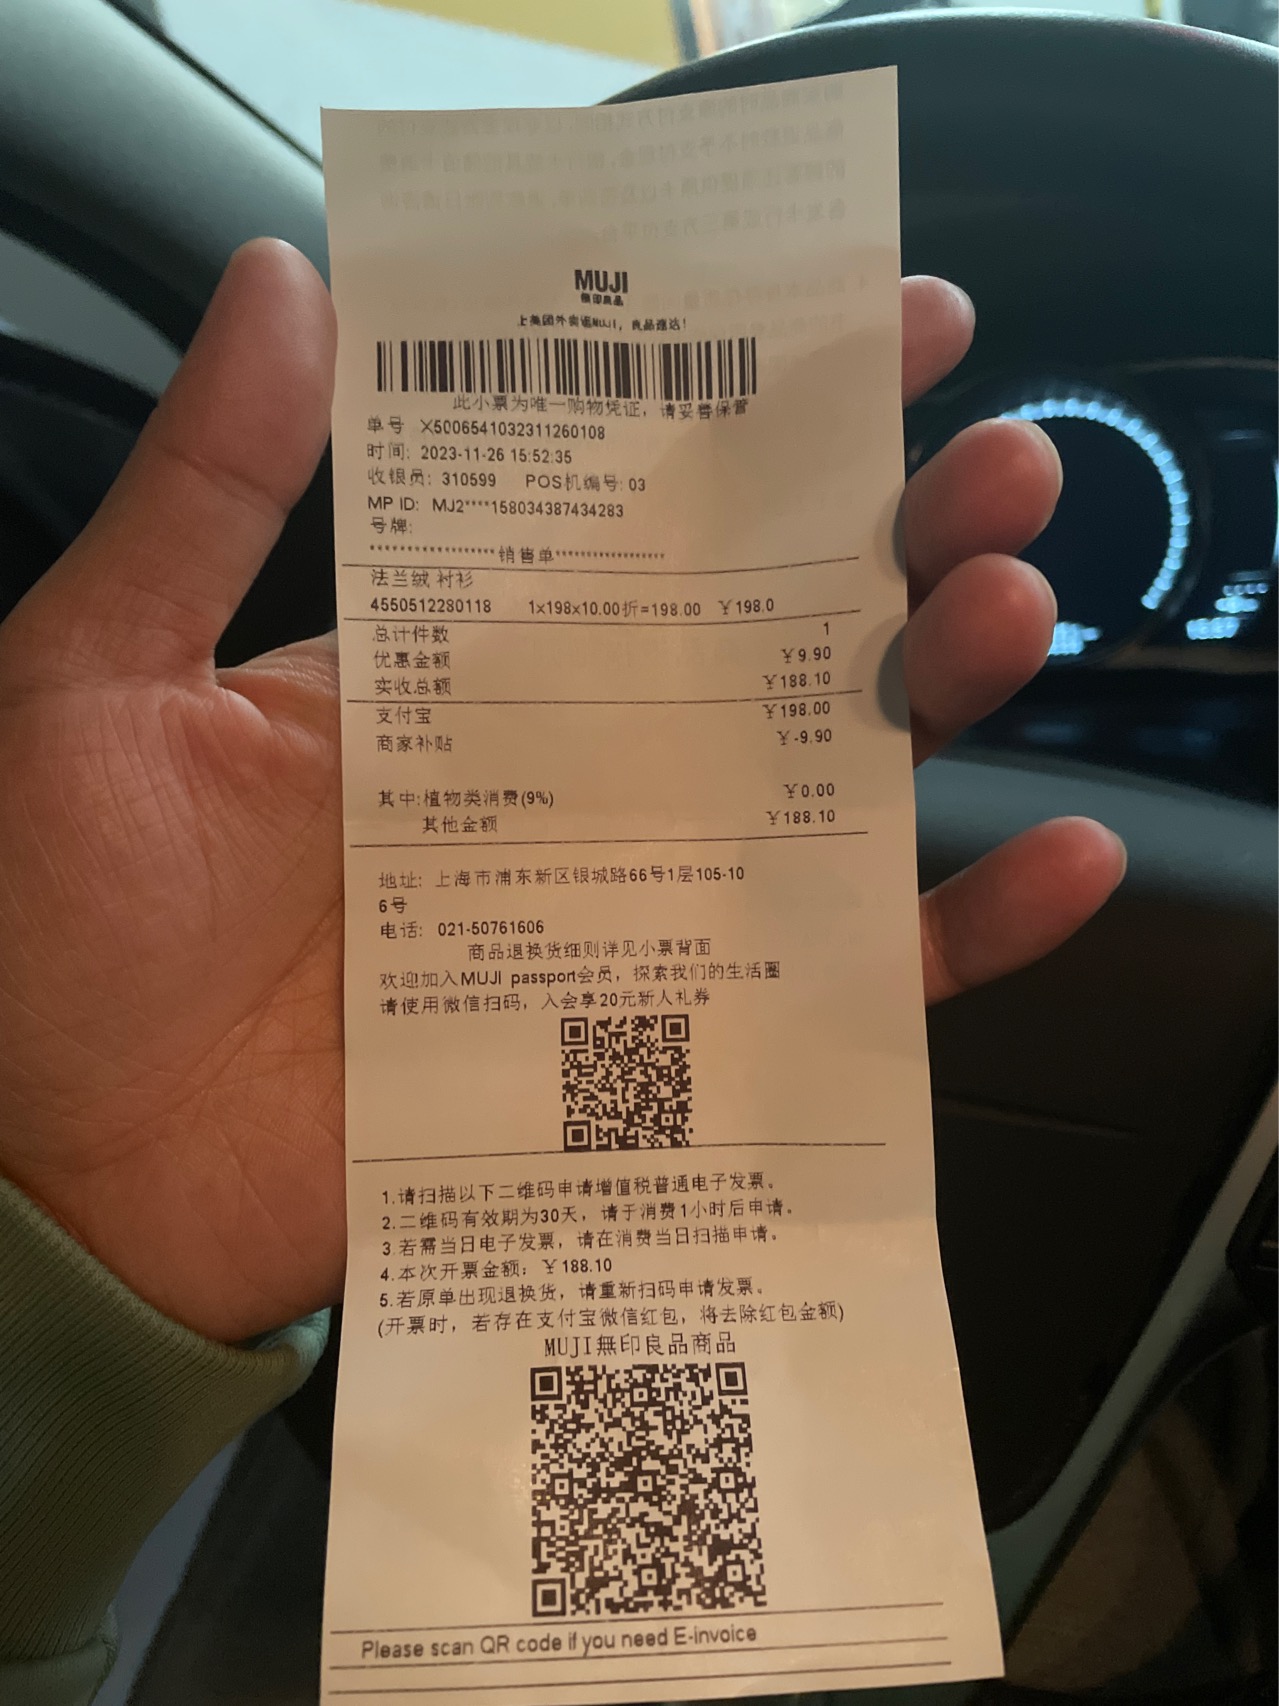 MUJI
無印良品
上美团外卖逛MUJI，良品速达！
此小票为唯一购物凭证，请妥善保管
单号 X5006541032311260108
时间: 2023-11-26 15:52:35
收银员: 310599 POS机编号: 03
MP ID: MJ2****158034387434283
号牌:
*******************销售单*****************
法兰绒 衬衫
4550512280118 1x198x10.00折=198.00 ￥198.0
总计件数 1
优惠金额 ￥9.90
实收总额 ￥188.10
支付宝 ￥198.00
商家补贴 ￥-9.90
其中:植物类消费(9%) ￥0.00
其他金额 ￥188.10
地址: 上海市浦东新区银城路66号1层105-10
6号
电话: 021-50761606
商品退换货细则详见小票背面
欢迎加入MUJI passport会员，探索我们的生活圈
请使用微信扫码，入会享20元新人礼券
1.请扫描以下二维码申请增值税普通电子发票。
2.二维码有效期为30天，请于消费1小时后申请。
3.若需当日电子发票，请在消费当日扫描申请。
4.本次开票金额：￥188.10
5.若原单出现退换货，请重新扫码申请发票。
(开票时，若存在支付宝微信红包，将去除红包金额)
MUJI無印良品商品
Please scan QR code if you need E-invoice